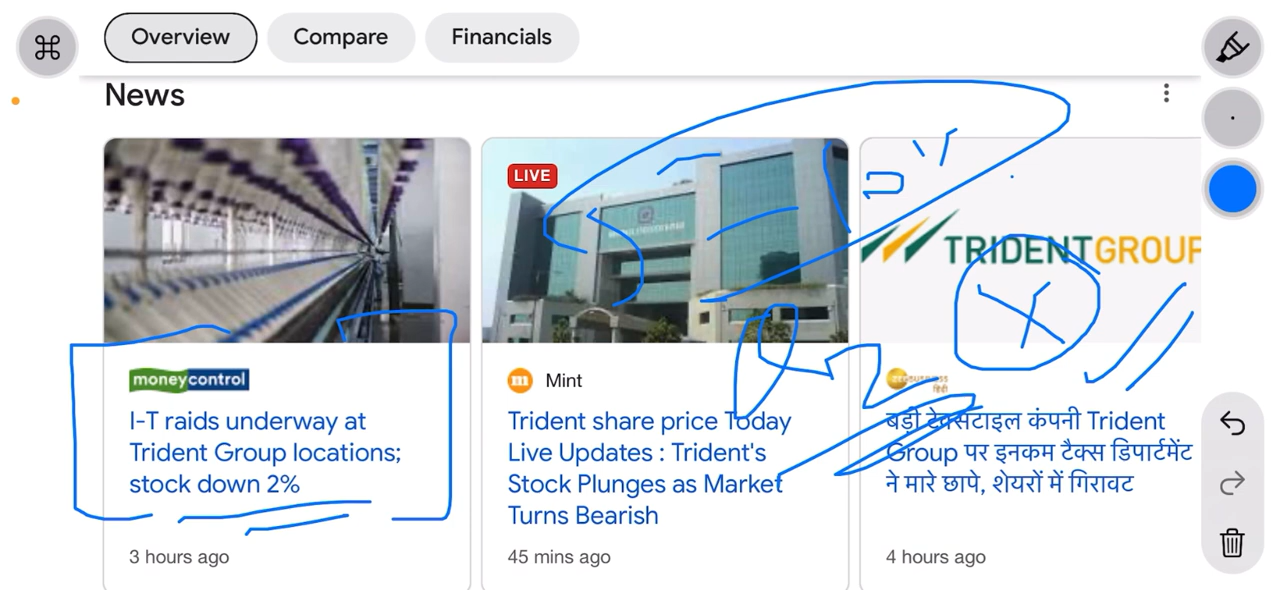 Overview
Compare
Financials
News
LIVE
TRIDENTGROUP
moneycontrol
I-T raids underway at
Trident Group locations;
stock down 2%
3 hours ago
m Mint
Trident share price Today
Live Updates : Trident's
Stock Plunges as Market
Turns Bearish
45 mins ago
बड़ी टेक्सटाइल कंपनी Trident
Group पर इनकम टैक्स डिपार्टमेंट
ने मारे छापे, शेयरों में गिरावट
4 hours ago